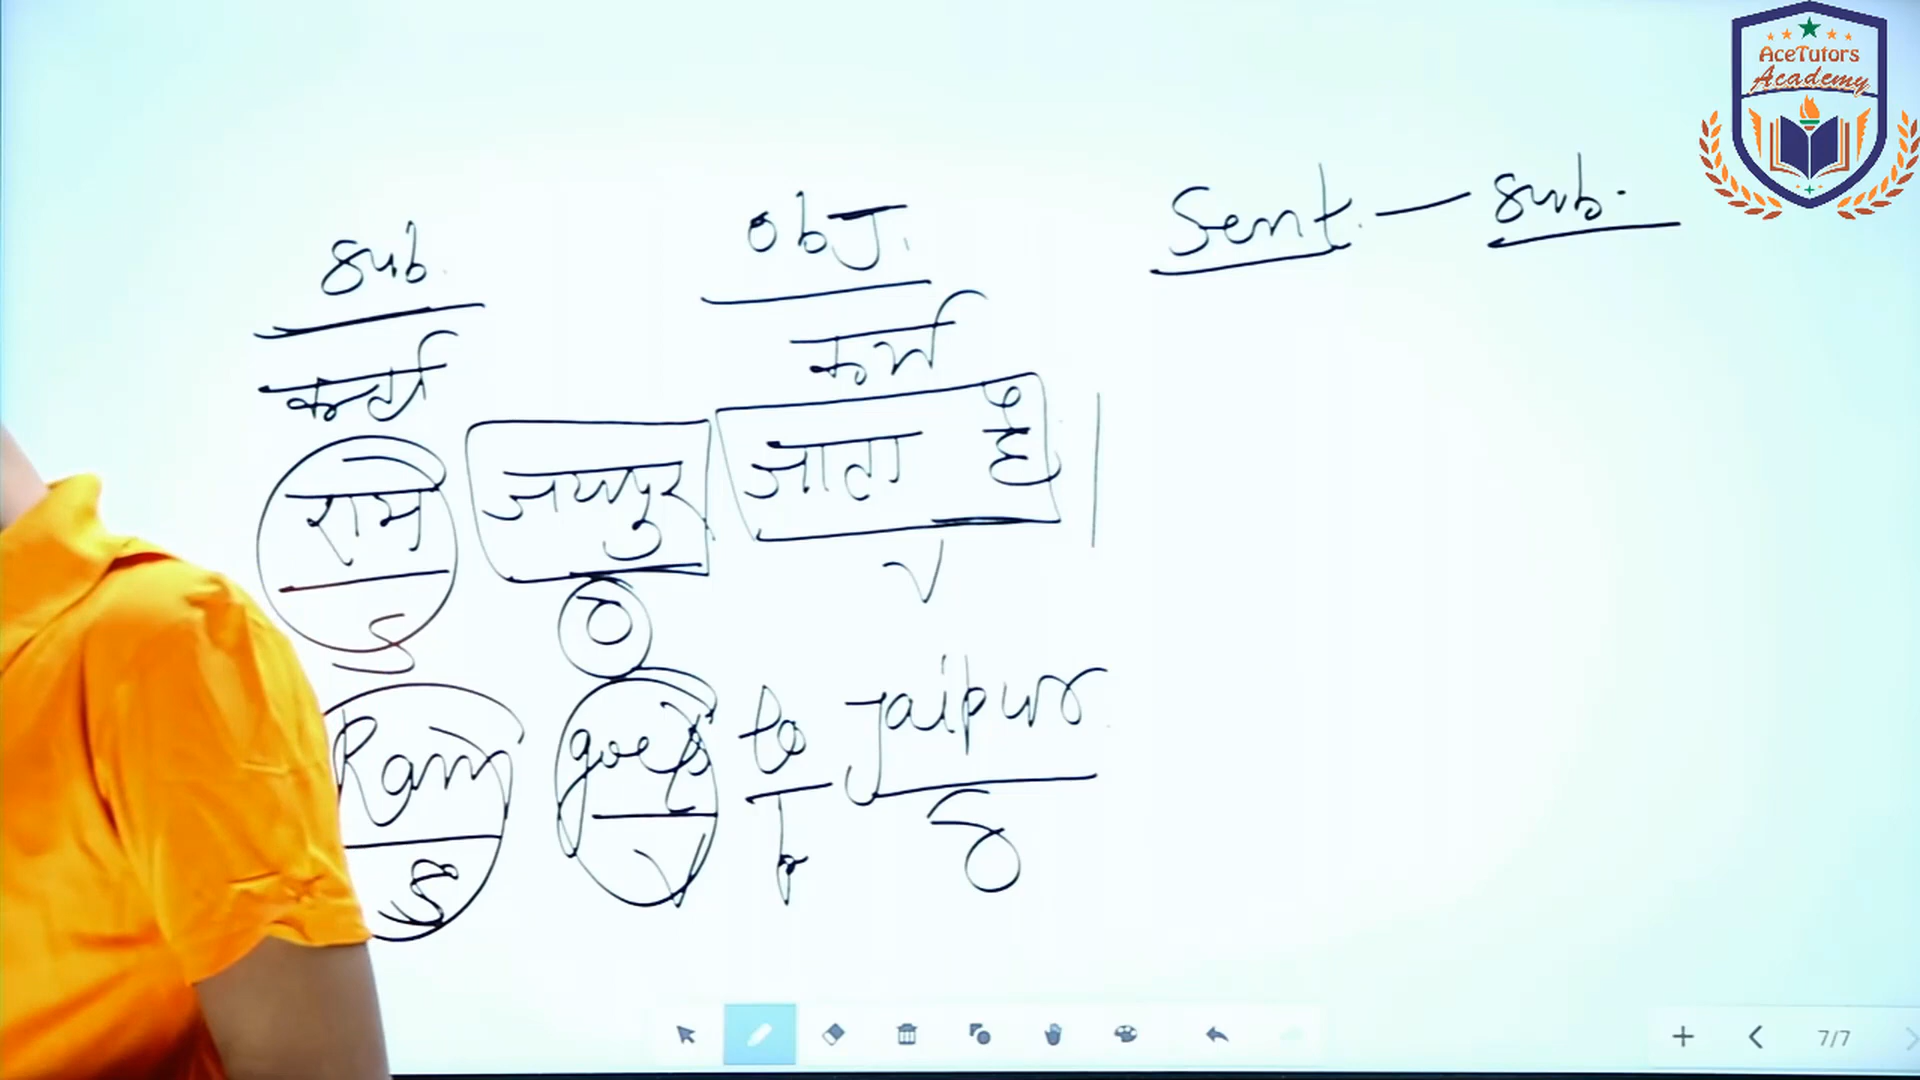 AceTutors
Academy
Sub. obJ. Sent. — Sub.
कर्ता कर्म
राम जयपुर जाता है |
S O V
Ram goes to Jaipur
S V O
7/7